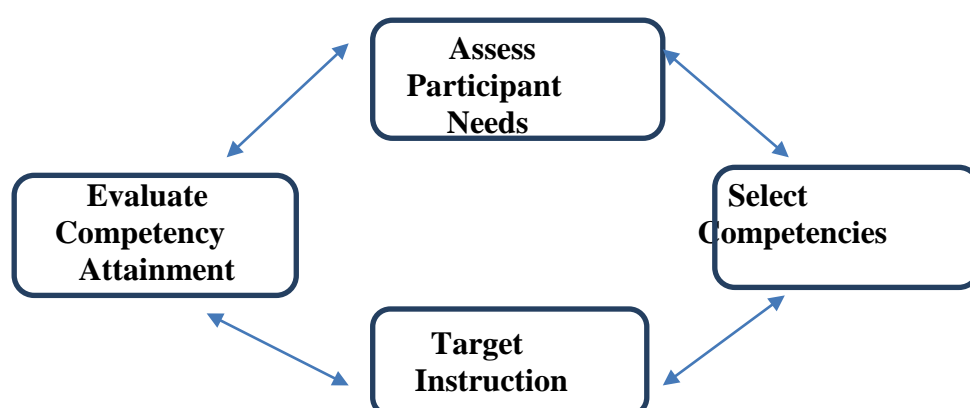 Assess
Participant
Needs
Evaluate
Competency
Attainment
Select
Competencies
Target
Instruction